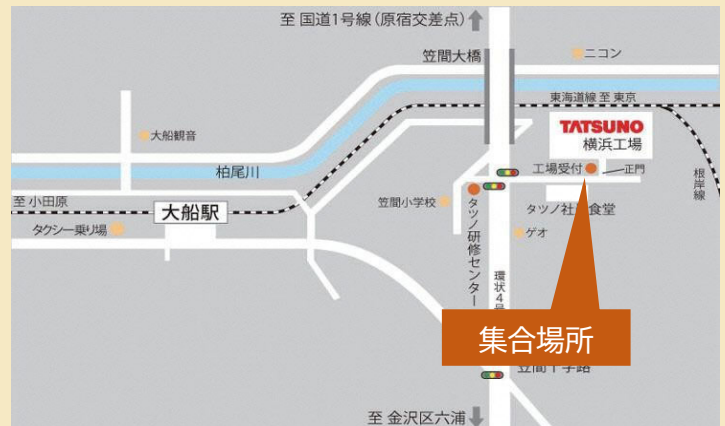 至 国道1号線（原宿交差点）
笠間大橋
ニコン
東海道線 至 東京
大船観音
TATSUNO
横浜工場
柏尾川
工場受付
正門
根岸線
至 小田原
大船駅
笠間小学校
タツノ研修センター
タツノ社
食堂
タクシー乗り場
ゲオ
環状4号
集合場所
笠間十字路
至 金沢区六浦